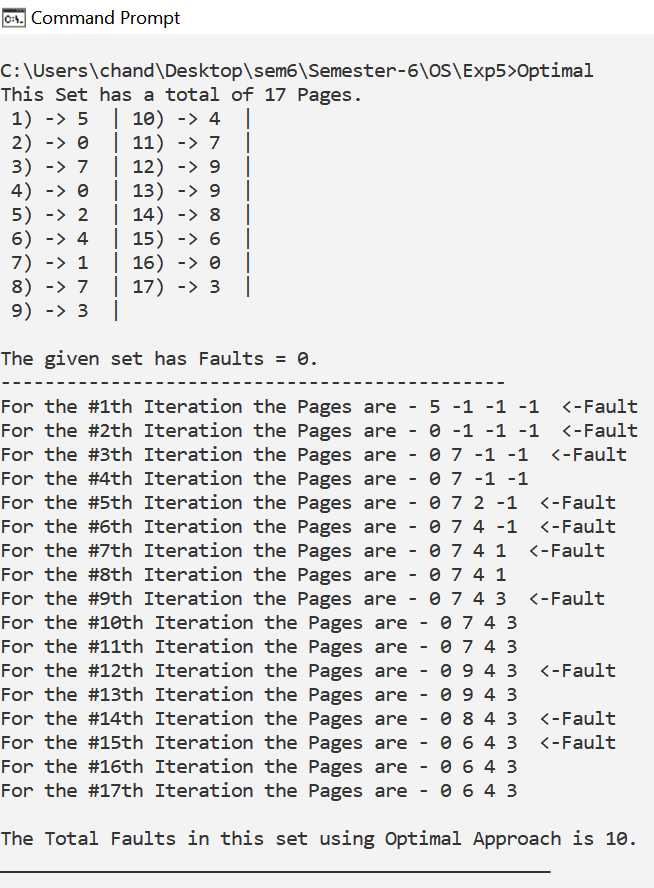 Command Prompt
C:\Users\chand\Desktop\sem6\Semester-6\OS\Exp5>Optimal
This Set has a total of 17 Pages.
1) -> 5 | 10) -> 4 |
2) -> 0 | 11) -> 7 |
3) -> 7 | 12) -> 9 |
4) -> 0 | 13) -> 9 |
5) -> 2 | 14) -> 8 |
6) -> 4 | 15) -> 6 |
7) -> 1 | 16) -> 0 |
8) -> 7 | 17) -> 3 |
9) -> 3 |
The given set has Faults = 0.
----------------------------------------------
For the #1th Iteration the Pages are - 5 -1 -1 -1 <-Fault
For the #2th Iteration the Pages are - 0 -1 -1 -1 <-Fault
For the #3th Iteration the Pages are - 0 7 -1 -1 <-Fault
For the #4th Iteration the Pages are - 0 7 -1 -1
For the #5th Iteration the Pages are - 0 7 2 -1 <-Fault
For the #6th Iteration the Pages are - 0 7 4 -1 <-Fault
For the #7th Iteration the Pages are - 0 7 4 1 <-Fault
For the #8th Iteration the Pages are - 0 7 4 1
For the #9th Iteration the Pages are - 0 7 4 3 <-Fault
For the #10th Iteration the Pages are - 0 7 4 3
For the #11th Iteration the Pages are - 0 7 4 3
For the #12th Iteration the Pages are - 0 9 4 3 <-Fault
For the #13th Iteration the Pages are - 0 9 4 3
For the #14th Iteration the Pages are - 0 8 4 3 <-Fault
For the #15th Iteration the Pages are - 0 6 4 3 <-Fault
For the #16th Iteration the Pages are - 0 6 4 3
For the #17th Iteration the Pages are - 0 6 4 3
The Total Faults in this set using Optimal Approach is 10.
__________________________________________________